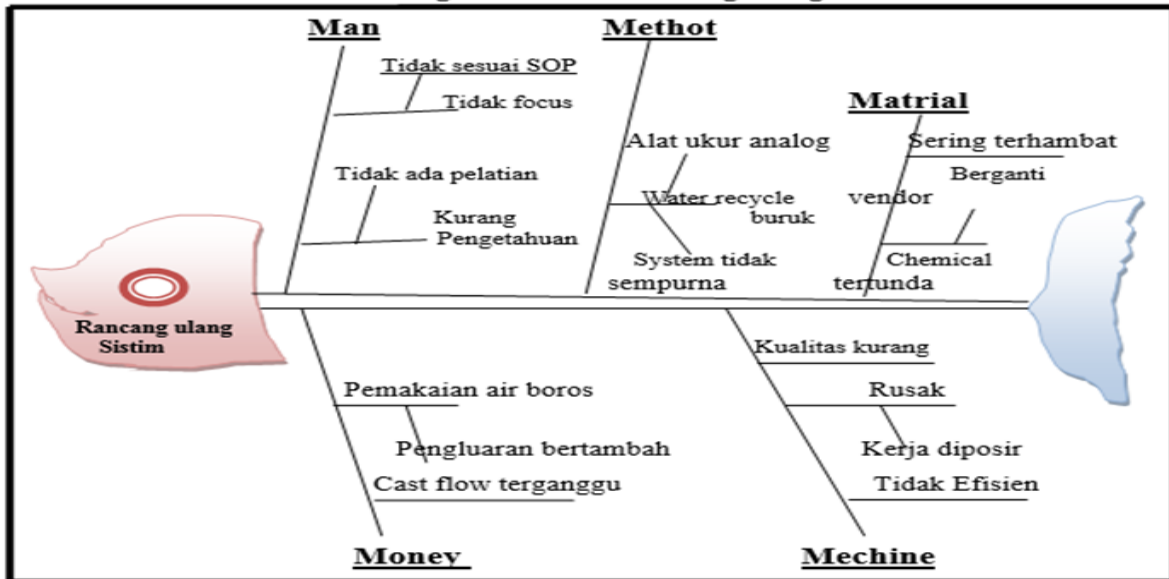 Man
Methot
Tidak sesuai SOP
Tidak focus
Matrial
Alat ukur analog
Sering terhambat
Tidak ada pelatian
Berganti
Water recycle
vendor
buruk
Kurang
Pengetahuan
System tidak
Chemical
sempurna
tertunda
Rancang ulang
Sistim
Kualitas kurang
Pemakaian air boros
Rusak
Pengluaran bertambah
Kerja diposir
Cast flow terganggu
Tidak Efisien
Money
Mechine